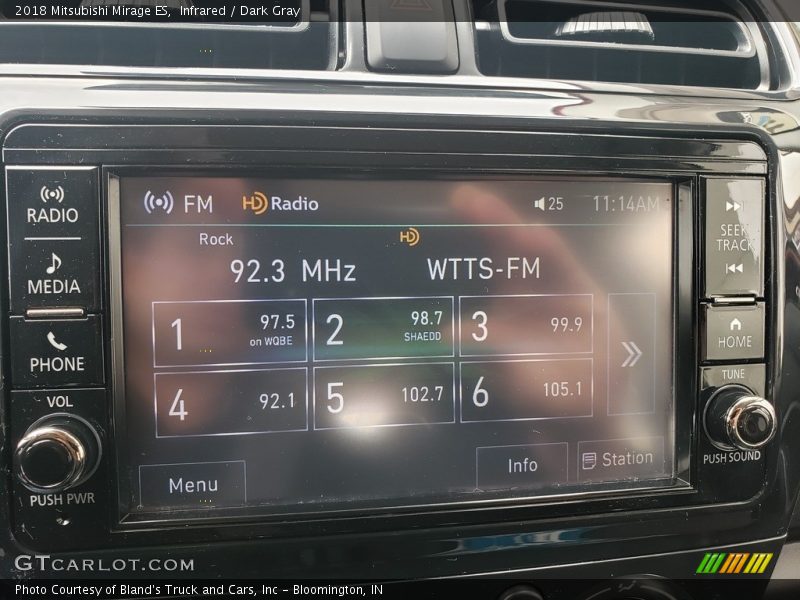 2018 Mitsubishi Mirage ES, Infrared / Dark Gray
RADIO
MEDIA
PHONE
VOL
PUSH PWR
FM HD Radio 25 11:14AM
Rock HD
92.3 MHz WTTS-FM
1 97.5 on WQBE
2 98.7 SHAEDD
3 99.9
4 92.1
5 102.7
6 105.1
Menu
Info
Station
SEEK
TRACK
HOME
TUNE
PUSH SOUND
GTCARLOT.COM
Photo Courtesy of Bland's Truck and Cars, Inc - Bloomington, IN